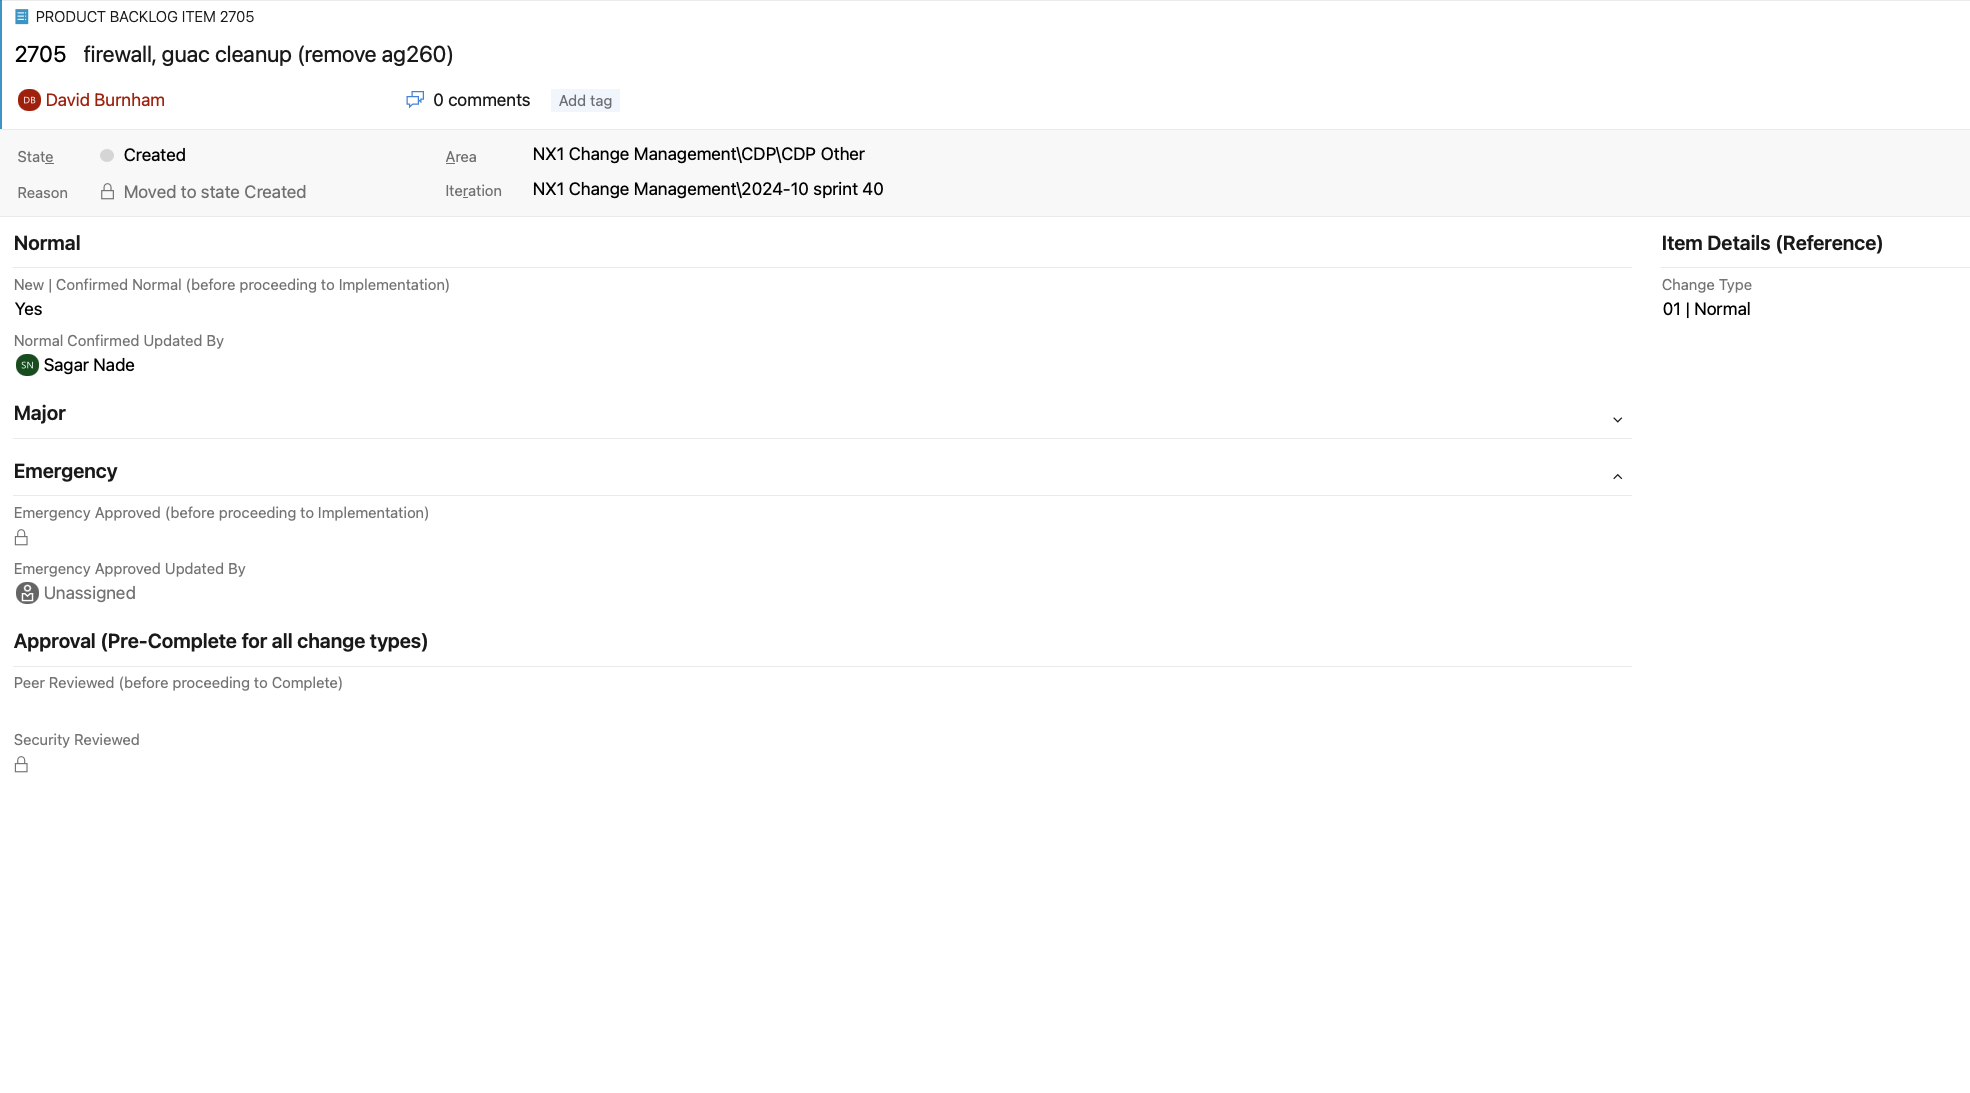 PRODUCT BACKLOG ITEM 2705
2705 firewall, guac cleanup (remove ag260)
DB David Burnham 0 comments Add tag
State Created Area NX1 Change Management\CDP\CDP Other
Reason Moved to state Created Iteration NX1 Change Management\2024-10 sprint 40
Normal
New | Confirmed Normal (before proceeding to Implementation)
Yes
Normal Confirmed Updated By
SN Sagar Nade
Major
Emergency
Emergency Approved (before proceeding to Implementation)
Emergency Approved Updated By
Unassigned
Approval (Pre-Complete for all change types)
Peer Reviewed (before proceeding to Complete)
Security Reviewed
Item Details (Reference)
Change Type
01 | Normal